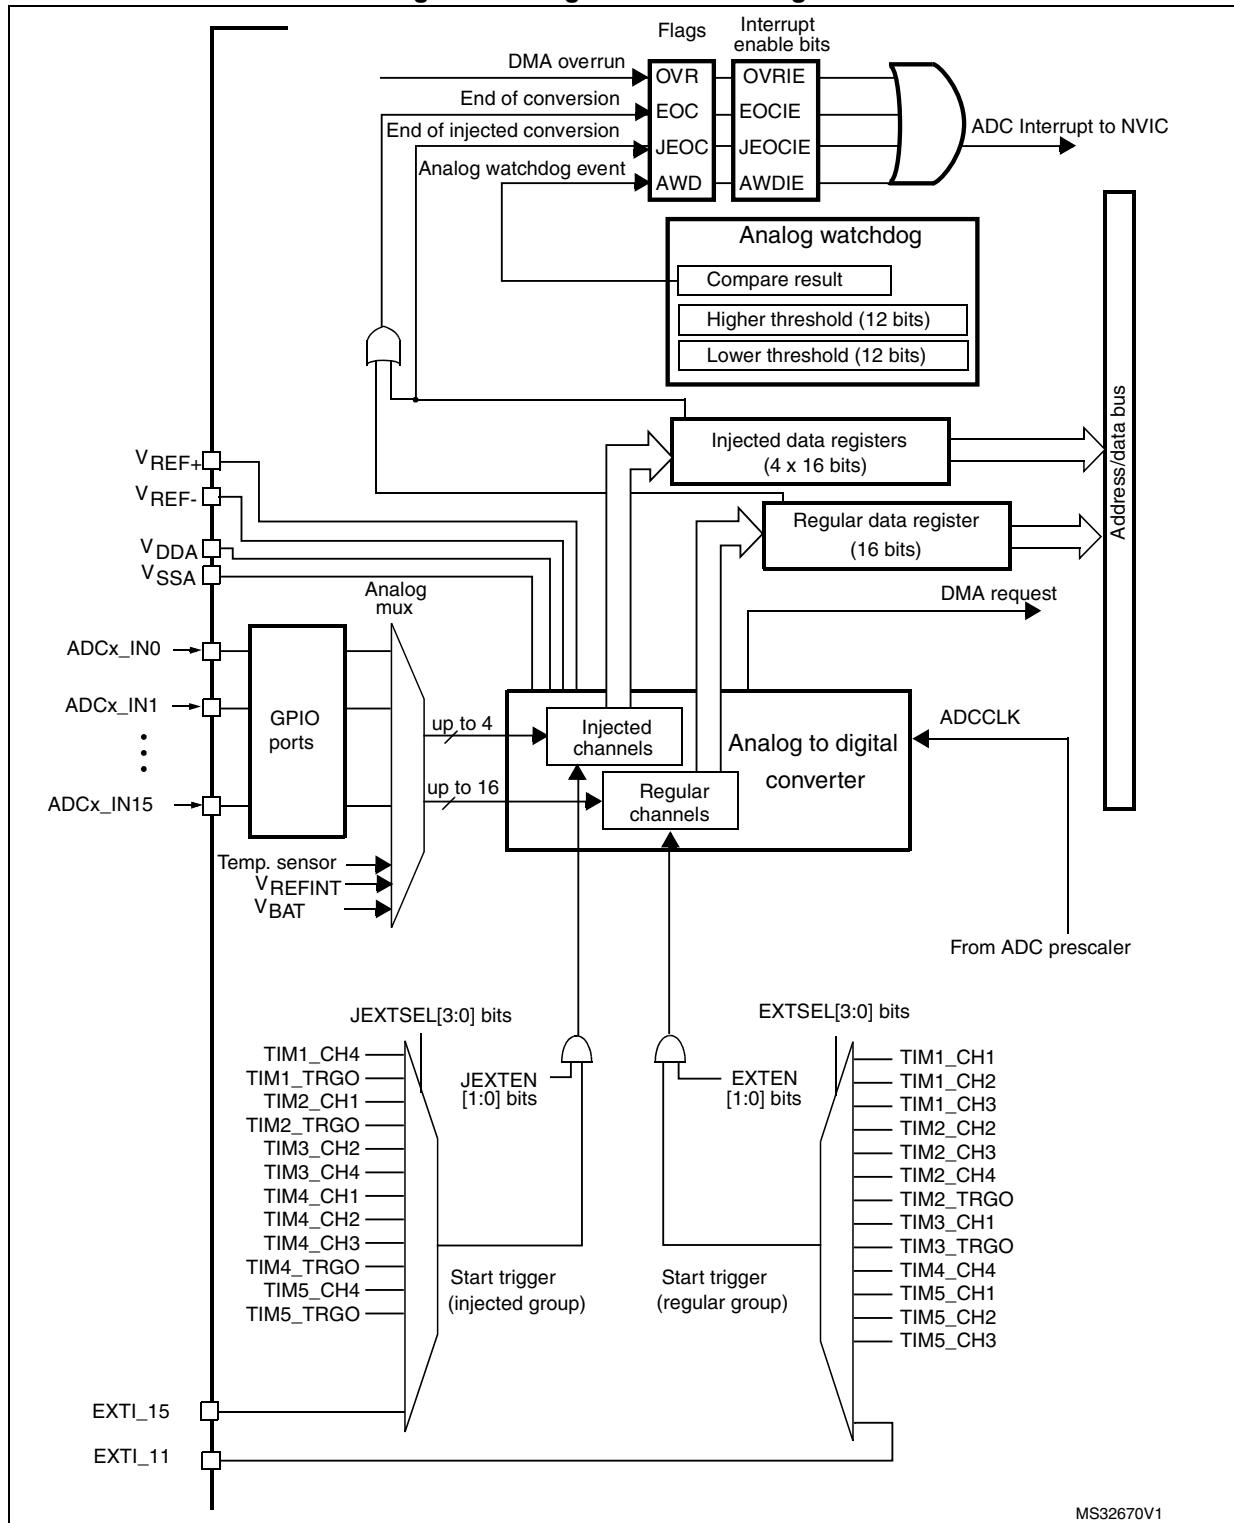 Flags
Interrupt
enable bits
DMA overrun
OVR
OVRIE
End of conversion
EOC
EOCIE
End of injected conversion
JEOC
JEOCIE
ADC Interrupt to NVIC
Analog watchdog event
AWD
AWDIE
Analog watchdog
Compare result
Higher threshold (12 bits)
Lower threshold (12 bits)
Address/data bus
Injected data registers
(4 x 16 bits)
Regular data register
(16 bits)
DMA request
VREF+
VREF-
VDDA
VSSA
Analog
mux
ADCx_IN0
ADCx_IN1
ADCx_IN15
GPIO
ports
up to 4
up to 16
Injected
channels
Regular
channels
Analog to digital
converter
ADCCLK
Temp. sensor
VREFINT
VBAT
From ADC prescaler
JEXTSEL[3:0] bits
EXTSEL[3:0] bits
TIM1_CH4
TIM1_TRGO
TIM2_CH1
TIM2_TRGO
TIM3_CH2
TIM3_CH4
TIM4_CH1
TIM4_CH2
TIM4_CH3
TIM4_TRGO
TIM5_CH4
TIM5_TRGO
JEXTEN
[1:0] bits
EXTEN
[1:0] bits
Start trigger
(injected group)
Start trigger
(regular group)
TIM1_CH1
TIM1_CH2
TIM1_CH3
TIM2_CH2
TIM2_CH3
TIM2_CH4
TIM2_TRGO
TIM3_CH1
TIM3_TRGO
TIM4_CH4
TIM5_CH1
TIM5_CH2
TIM5_CH3
EXTI_15
EXTI_11
MS32670V1